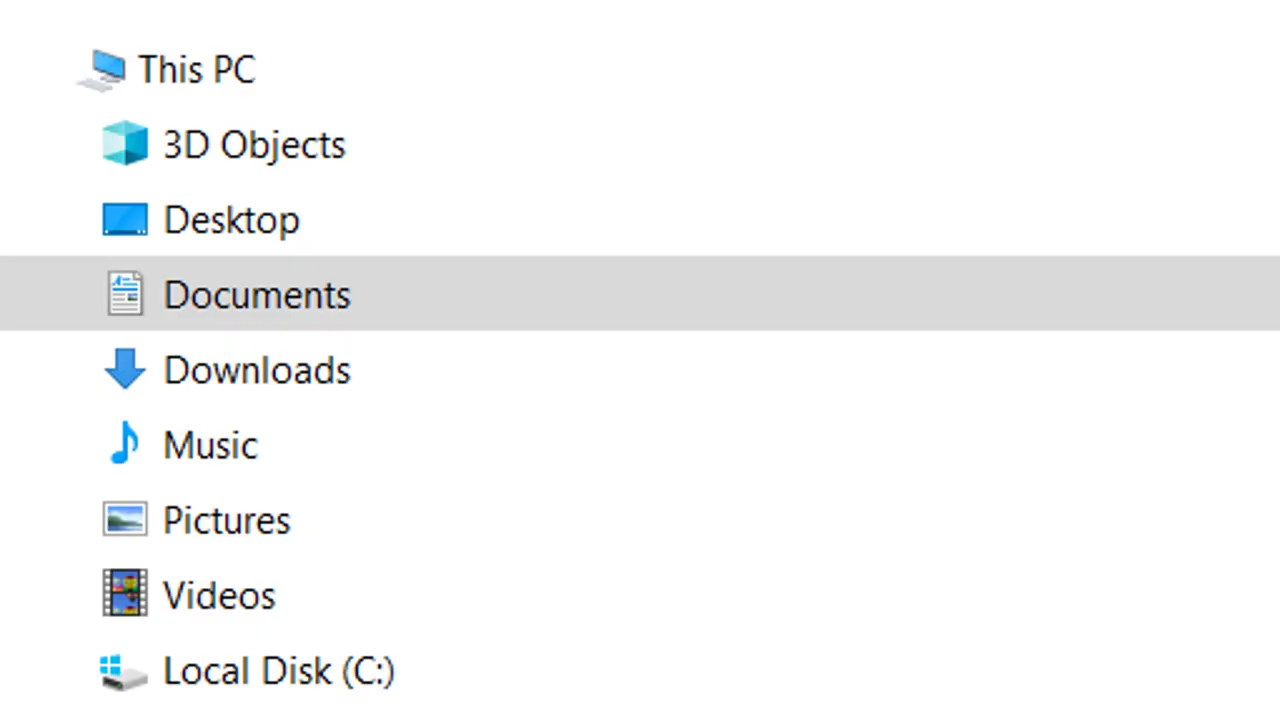 This PC
3D Objects
Desktop
Documents
Downloads
Music
Pictures
Videos
Local Disk (C:)